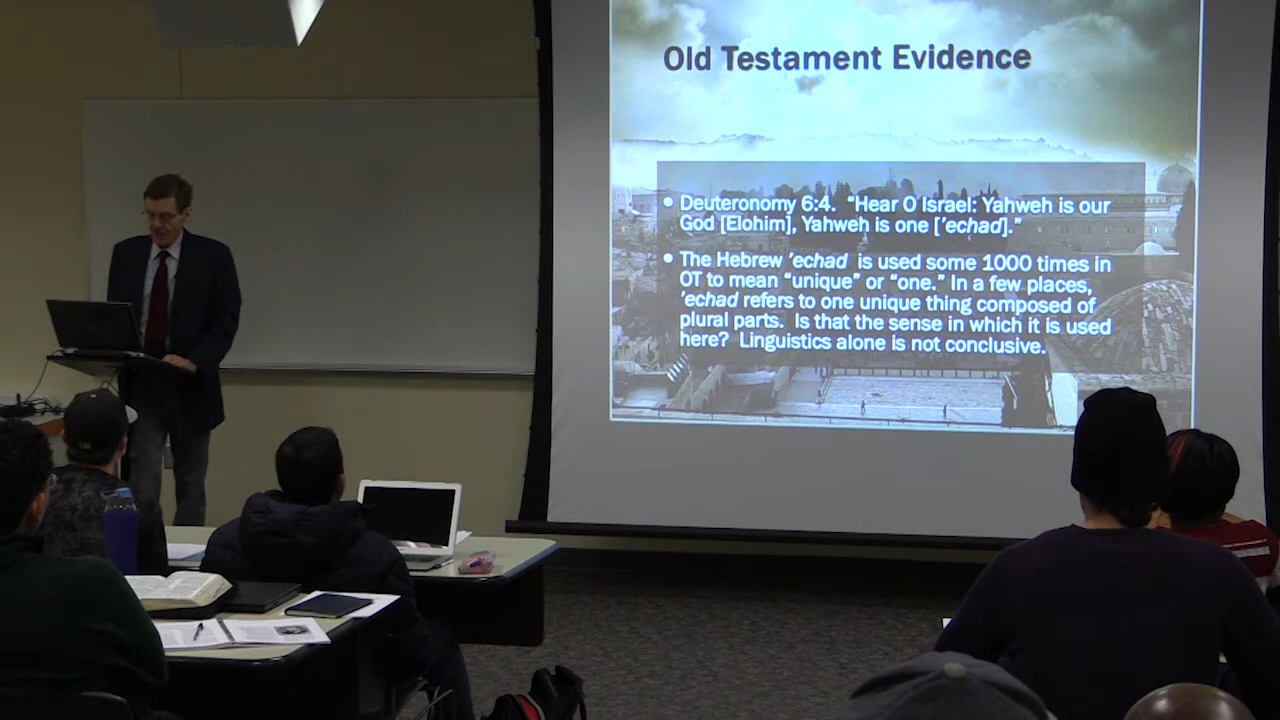 Old Testament Evidence
• Deuteronomy 6:4. “Hear O Israel: Yahweh is our
God [Elohim], Yahweh is one [’echad].”
• The Hebrew ’echad is used some 1000 times in
OT to mean “unique” or “one.” In a few places,
’echad refers to one unique thing composed of
plural parts. Is that the sense in which it is used
here? Linguistics alone is not conclusive.